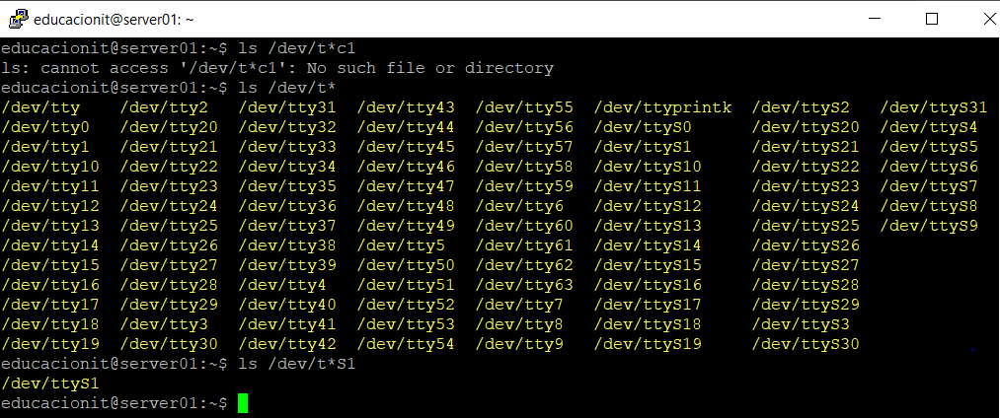 educacionit@server01: ~
educacionit@server01:~$ ls /dev/t*c1
ls: cannot access '/dev/t*c1': No such file or directory
educacionit@server01:~$ ls /dev/t*
/dev/tty /dev/tty2 /dev/tty31 /dev/tty43 /dev/tty55 /dev/ttyprintk /dev/ttyS2 /dev/ttyS31
/dev/tty0 /dev/tty20 /dev/tty32 /dev/tty44 /dev/tty56 /dev/ttyS0 /dev/ttyS20 /dev/ttyS4
/dev/tty1 /dev/tty21 /dev/tty33 /dev/tty45 /dev/tty57 /dev/ttyS1 /dev/ttyS21 /dev/ttyS5
/dev/tty10 /dev/tty22 /dev/tty34 /dev/tty46 /dev/tty58 /dev/ttyS10 /dev/ttyS22 /dev/ttyS6
/dev/tty11 /dev/tty23 /dev/tty35 /dev/tty47 /dev/tty59 /dev/ttyS11 /dev/ttyS23 /dev/ttyS7
/dev/tty12 /dev/tty24 /dev/tty36 /dev/tty48 /dev/tty6 /dev/ttyS12 /dev/ttyS24 /dev/ttyS8
/dev/tty13 /dev/tty25 /dev/tty37 /dev/tty49 /dev/tty60 /dev/ttyS13 /dev/ttyS25 /dev/ttyS9
/dev/tty14 /dev/tty26 /dev/tty38 /dev/tty5 /dev/tty61 /dev/ttyS14 /dev/ttyS26
/dev/tty15 /dev/tty27 /dev/tty39 /dev/tty50 /dev/tty62 /dev/ttyS15 /dev/ttyS27
/dev/tty16 /dev/tty28 /dev/tty4 /dev/tty51 /dev/tty63 /dev/ttyS16 /dev/ttyS28
/dev/tty17 /dev/tty29 /dev/tty40 /dev/tty52 /dev/tty7 /dev/ttyS17 /dev/ttyS29
/dev/tty18 /dev/tty3 /dev/tty41 /dev/tty53 /dev/tty8 /dev/ttyS18 /dev/ttyS3
/dev/tty19 /dev/tty30 /dev/tty42 /dev/tty54 /dev/tty9 /dev/ttyS19 /dev/ttyS30
educacionit@server01:~$ ls /dev/t*S1
/dev/ttyS1
educacionit@server01:~$